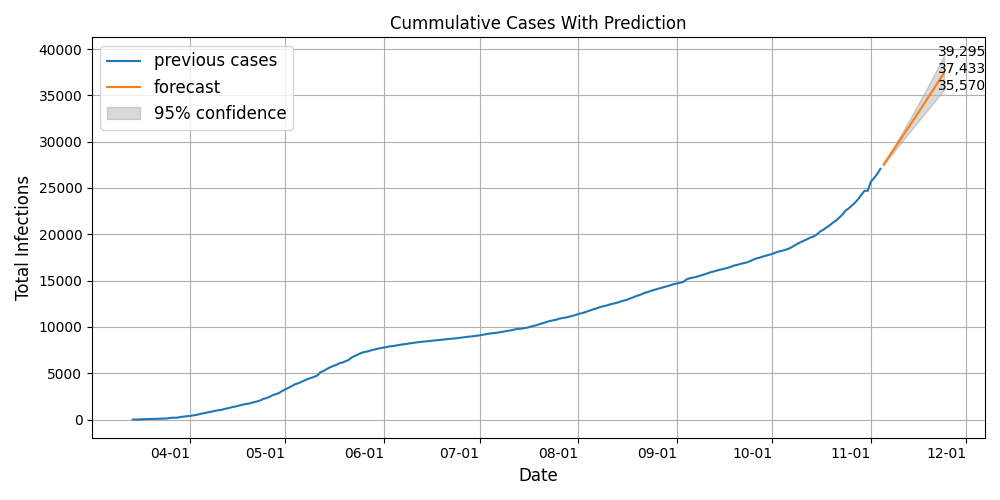 Cummulative Cases With Prediction
previous cases
forecast
95% confidence
39,295
37,433
35,570
40000
35000
30000
25000
20000
15000
10000
5000
0
Total Infections
04-01 05-01 06-01 07-01 08-01 09-01 10-01 11-01 12-01
Date